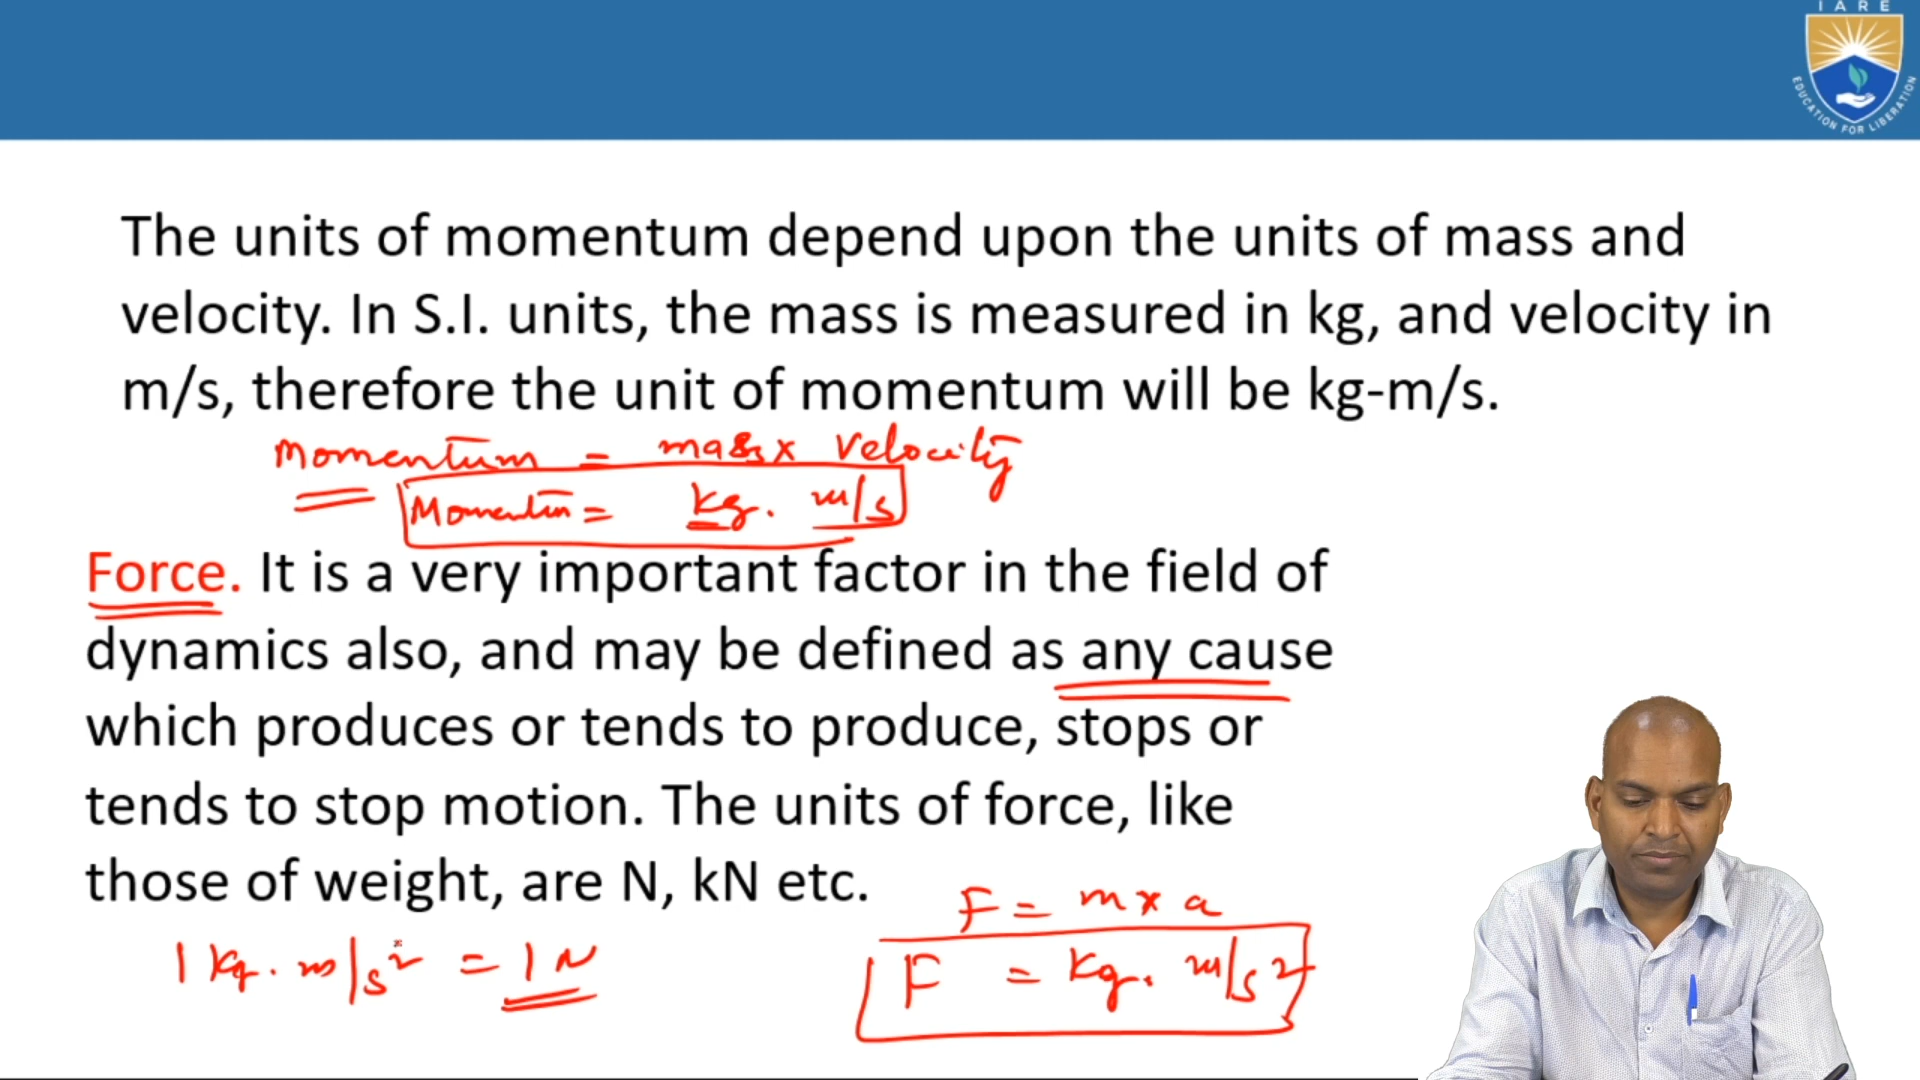 IARE
EDUCATION FOR LIBERATION
The units of momentum depend upon the units of mass and
velocity. In S.I. units, the mass is measured in kg, and velocity in
m/s, therefore the unit of momentum will be kg-m/s.
Momentum = mass x velocity
Momentum = kg. m/s
Force. It is a very important factor in the field of
dynamics also, and may be defined as any cause
which produces or tends to produce, stops or
tends to stop motion. The units of force, like
those of weight, are N, kN etc.
F = m x a
1 kg. m/s² = 1 N
F = kg. m/s²